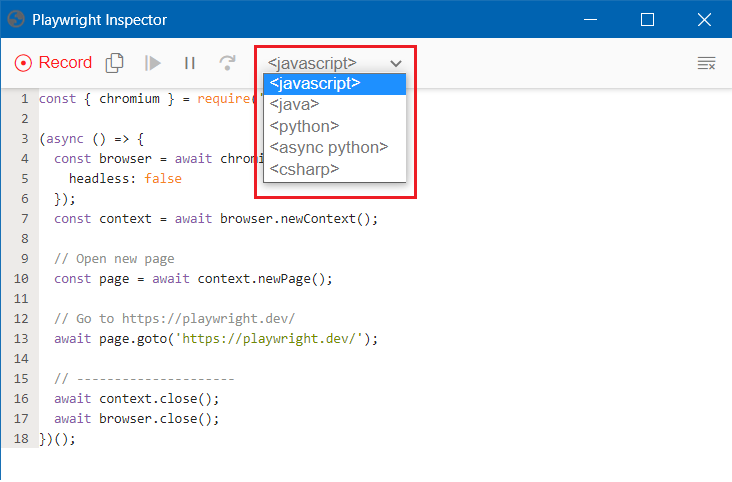 Playwright Inspector
Record
<javascript>
<javascript>
<java>
<python>
<async python>
<csharp>
1 const { chromium } = require('
2
3 (async () => {
4 const browser = await chromi
5 headless: false
6 });
7 const context = await browser.newContext();
8
9 // Open new page
10 const page = await context.newPage();
11
12 // Go to https://playwright.dev/
13 await page.goto('https://playwright.dev/');
14
15 // ---------------------
16 await context.close();
17 await browser.close();
18 })();